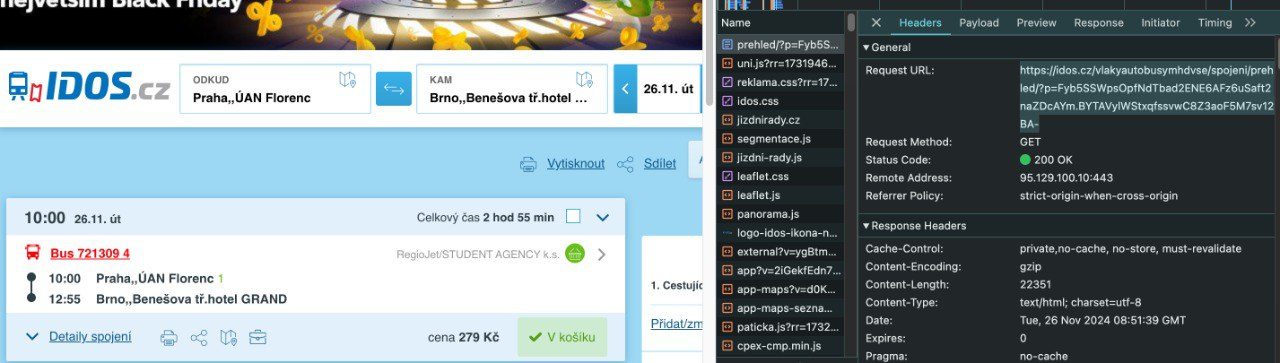 největším Black Friday
IDOS.cz
ODKUD
Praha,,ÚAN Florenc
KAM
Brno,,Benešova tř.hotel ...
26.11. út
Vytisknout
Sdílet
10:00 26.11. út
Celkový čas 2 hod 55 min
Bus 721309 4
RegioJet/STUDENT AGENCY k.s.
10:00 Praha,,ÚAN Florenc 1
12:55 Brno,,Benešova tř.hotel GRAND
Detaily spojení
cena 279 Kč
V košíku
1. Cestujíc
Přidat/zm
Name
prehled/?p=Fyb5S...
uni.js?rr=1731946...
reklama.css?rr=17...
idos.css
jizdnirady.cz
segmentace.js
jizdni-rady.js
leaflet.css
leaflet.js
panorama.js
logo-idos-ikona-n...
external?v=ygBtm...
app?v=2iGekfEdn7...
app-maps?v=d0K...
app-maps-sezna...
paticka.js?rr=1732...
cpex-cmp.min.js
Headers Payload Preview Response Initiator Timing
General
Request URL: https://idos.cz/vlakyautobusymhdvse/spojeni/preh
led/?p=Fyb5SSWpsOpfNdTbad2ENE6AFz6uSaft2
naZDcAYm.BYTAVylWStxqfssvwC8Z3aoF5M7sv12
BA-
Request Method: GET
Status Code: 200 OK
Remote Address: 95.129.100.10:443
Referrer Policy: strict-origin-when-cross-origin
Response Headers
Cache-Control: private,no-cache, no-store, must-revalidate
Content-Encoding: gzip
Content-Length: 22351
Content-Type: text/html; charset=utf-8
Date: Tue, 26 Nov 2024 08:51:39 GMT
Expires: 0
Pragma: no-cache